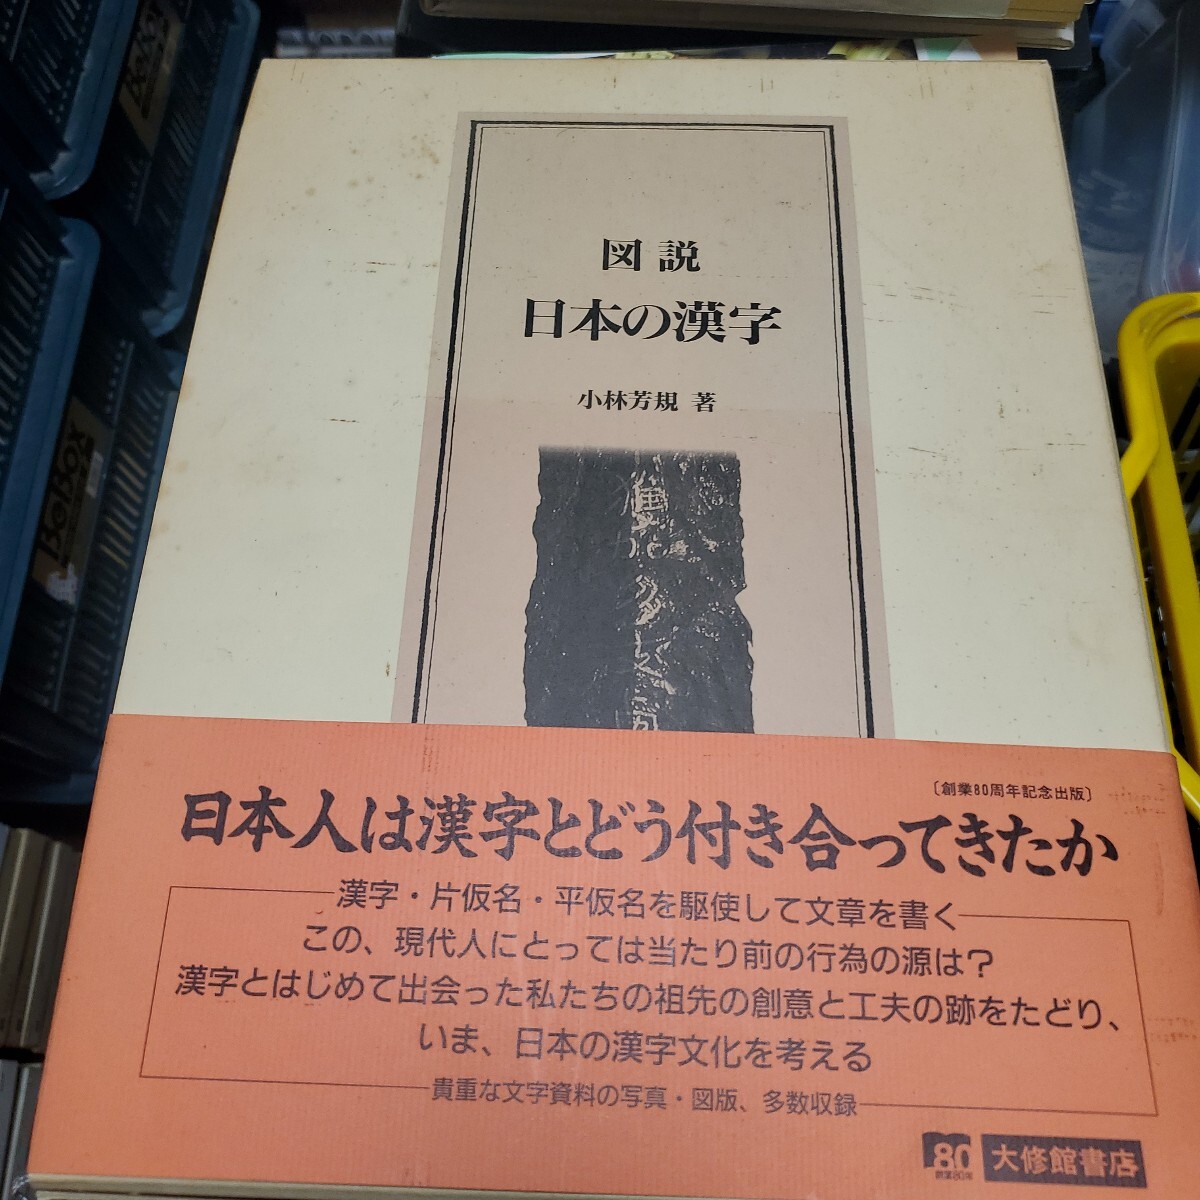 図説
日本の漢字
小林芳規 著
〔創業80周年記念出版〕
日本人は漢字とどう付き合ってきたか
漢字・片仮名・平仮名を駆使して文章を書く
この、現代人にとっては当たり前の行為の源は？
漢字とはじめて出会った私たちの祖先の創意と工夫の跡をたどり、
いま、日本の漢字文化を考える
貴重な文字資料の写真・図版、多数収録
80
創業80年
大修館書店
BOX